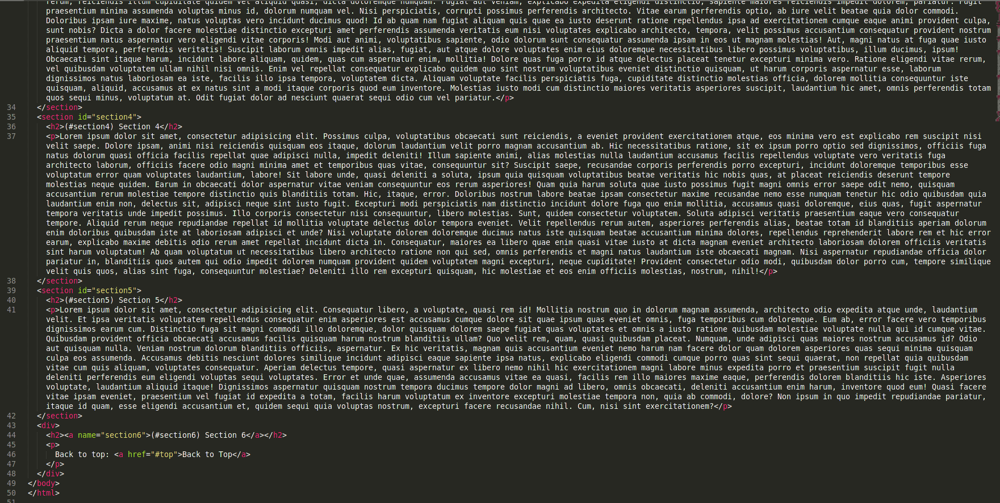 rerum, reiciendis illum cupiditate quidem vel aliquid quasi, dicta doloremque numquam. Fugiat aut veniam, explicabo expedita eligendi distinctio, sapiente maiores reiciendis impedit dolorem, pariatur. Fugit
praesentium minima assumenda voluptas minus id, dolorum numquam vel. Nisi perspiciatis, corrupti possimus perferendis architecto. Vitae earum perferendis optio, ab iure velit beatae quia dolor commodi.
Doloribus ipsam iure maxime, natus voluptas vero incidunt ducimus quod! Id ab quam nam fugiat aliquam quis quae ea iusto deserunt ratione repellendus ipsa ad exercitationem cumque eaque animi provident culpa,
sunt nobis? Dicta a dolor facere molestiae distinctio excepturi amet perferendis assumenda veritatis eum nisi voluptates explicabo architecto, tempora, velit possimus accusantium consequatur provident nostrum
praesentium natus aspernatur vero eligendi vitae corporis! Modi aut animi, voluptatibus sapiente, odio dolorum sunt consequatur assumenda ipsam in eos ut magnam molestias! Aut, magni natus at fuga quae iusto
aliquid tempora, perferendis veritatis! Suscipit laborum omnis impedit alias, fugiat, aut atque dolore voluptates enim eius doloremque necessitatibus libero possimus voluptatibus, illum ducimus, ipsum!
Obcaecati sint itaque harum, incidunt labore aliquam, quidem, quas cum aspernatur enim, mollitia! Dolore quas fuga porro id atque delectus placeat tenetur excepturi minima vero. Ratione eligendi vitae rerum,
vel quibusdam voluptatem ullam nihil nisi omnis. Enim vel repellat consequatur explicabo quidem quo sint nostrum voluptatibus eveniet distinctio quisquam, ut harum corporis aspernatur esse, laborum
dignissimos natus laboriosam ea iste, facilis illo ipsa tempora, voluptatem dicta. Aliquam voluptate facilis perspiciatis fuga, cupiditate distinctio molestias officia, dolorem mollitia consequuntur iste
quisquam, aliquid, accusamus at ex natus sint a modi itaque corporis quod eum inventore. Molestias iusto modi cum distinctio maiores veritatis asperiores suscipit, laudantium hic amet, omnis perferendis totam
quos sequi minus, voluptatum at. Odit fugiat dolor ad nesciunt quaerat sequi odio cum vel pariatur.</p>
34 </section>
35 <section id="section4">
36 <h2>(#section4) Section 4</h2>
37 <p>Lorem ipsum dolor sit amet, consectetur adipisicing elit. Possimus culpa, voluptatibus obcaecati sunt reiciendis, a eveniet provident exercitationem atque, eos minima vero est explicabo rem suscipit nisi
velit saepe. Dolore ipsam, animi nisi reiciendis quisquam eos itaque, dolorum laudantium velit porro magnam accusantium ab. Hic necessitatibus ratione, sit ex ipsum porro optio sed dignissimos, officiis fuga
natus dolorum quasi officia facilis repellat quae adipisci nulla, impedit deleniti! Illum sapiente animi, alias molestias nulla laudantium accusamus facilis repellendus voluptate vero veritatis fuga
architecto laborum, officiis facere odio magni minima amet et temporibus quas vitae, consequuntur sit? Suscipit saepe, recusandae corporis perferendis porro excepturi, incidunt doloremque temporibus esse
voluptatum error quam voluptates laudantium, labore! Sit labore unde, quasi deleniti a soluta, ipsum quia quisquam voluptatibus beatae veritatis hic nobis quas, at placeat reiciendis deserunt tempore
molestias neque quidem. Earum in obcaecati dolor aspernatur vitae veniam consequuntur eos rerum asperiores! Quam quia harum soluta quae iusto possimus fugit magni omnis error saepe odit nemo, quisquam
accusantium rerum molestiae tempore distinctio quis blanditiis totam. Hic, itaque, error. Doloribus nostrum labore beatae ipsam consectetur maxime recusandae nemo esse numquam tenetur hic odio quibusdam quia
laudantium enim non, delectus sit, adipisci neque sint iusto fugit. Excepturi modi perspiciatis nam distinctio incidunt dolore fuga quo enim mollitia, accusamus quasi doloremque, eius quas, fugit aspernatur
tempora veritatis unde impedit possimus. Illo corporis consectetur nisi consequuntur, libero molestias. Sunt, quidem consectetur voluptatem. Soluta adipisci veritatis praesentium eaque vero consequatur
tempore. Aliquid rerum neque repudiandae repellat id mollitia voluptate delectus dolor tempora eveniet. Velit repellendus rerum autem, asperiores perferendis alias, beatae totam id blanditiis aperiam dolorum
enim doloribus quibusdam iste at laboriosam adipisci et unde? Nisi voluptate dolorem doloremque ducimus natus iste quisquam beatae accusantium minima dolores, repellendus reprehenderit labore rem et hic error
earum, explicabo maxime debitis odio rerum amet repellat incidunt dicta in. Consequatur, maiores ea libero quae enim quasi vitae iusto at dicta magnam eveniet architecto laboriosam dolorem officiis veritatis
sint harum voluptatum! Ab quam voluptatum ut necessitatibus libero architecto ratione non qui sed, omnis perferendis et magni natus laudantium iste obcaecati magnam. Nisi aspernatur repudiandae officia dolor
pariatur in, blanditiis quos autem qui odio impedit dolorem numquam provident quidem voluptatem magni excepturi, neque cupiditate! Provident consectetur odio modi, quibusdam dolor porro cum, tempore similique
velit quis quos, alias sint fuga, consequuntur molestiae? Deleniti illo rem excepturi quisquam, hic molestiae et eos enim officiis molestias, nostrum, nihil!</p>
38 </section>
39 <section id="section5">
40 <h2>(#section5) Section 5</h2>
41 <p>Lorem ipsum dolor sit amet, consectetur adipisicing elit. Consequatur libero, a voluptate, quasi rem id! Mollitia nostrum quo in dolorum magnam assumenda, architecto odio expedita atque unde, laudantium
velit. Et ipsa veritatis voluptatem repellendus consequatur enim asperiores est accusamus cumque dolore sit quae ipsum quas eveniet omnis, fuga temporibus cum doloremque. Eum ab, error facere vero temporibus
dignissimos earum cum. Distinctio fuga sit magni commodi illo doloremque, dolor quisquam dolorem saepe fugiat quas voluptates et omnis a iusto ratione quibusdam molestiae voluptate nulla qui id cumque vitae.
Quibusdam provident officia obcaecati accusamus facilis quisquam harum nostrum blanditiis ullam? Quo velit rem, quam, quasi quibusdam placeat. Numquam, unde adipisci quas maiores nostrum accusamus id? Odio
aut quisquam nulla. Veniam nostrum dolorum blanditiis officiis, aspernatur. Ex hic veritatis, magnam quis accusantium eveniet nemo harum nam facere dolor quam dolorem asperiores quas sequi minima quisquam
culpa eos assumenda. Accusamus debitis nesciunt dolores similique incidunt adipisci eaque sapiente ipsa natus, explicabo eligendi commodi cumque porro quas sint sequi quaerat, non repellat quia quibusdam
vitae cum quis aliquam, voluptates consequatur. Aperiam delectus tempore, quasi aspernatur ex libero nemo nihil hic exercitationem magni labore minus expedita porro et praesentium suscipit fugit nulla
deleniti perferendis eum eligendi voluptas sequi voluptates. Error et unde quae, assumenda accusamus vitae ea quasi, facilis rem illo maiores maxime eaque, perferendis dolorem blanditiis hic iste. Asperiores
voluptate, laudantium aliquid itaque! Dignissimos aspernatur quisquam nostrum tempora ducimus tempore dolor magni ad libero, omnis obcaecati, deleniti accusantium enim harum, inventore quod eum! Quasi facere
vitae ipsam eveniet, praesentium vel fugiat id expedita a totam, facilis harum voluptatum ex inventore excepturi molestiae tempora non, quia ab commodi, dolore? Non ipsum in quo impedit repudiandae pariatur,
itaque id quam, esse eligendi accusantium et, quidem sequi quia voluptas nostrum, excepturi facere recusandae nihil. Cum, nisi sint exercitationem?</p>
42 </section>
43 <div>
44 <h2><a name="section6">(#section6) Section 6</a></h2>
45 <p>
46 Back to top: <a href="#top">Back to Top</a>
47 </p>
48 </div>
49 </body>
50 </html>
51